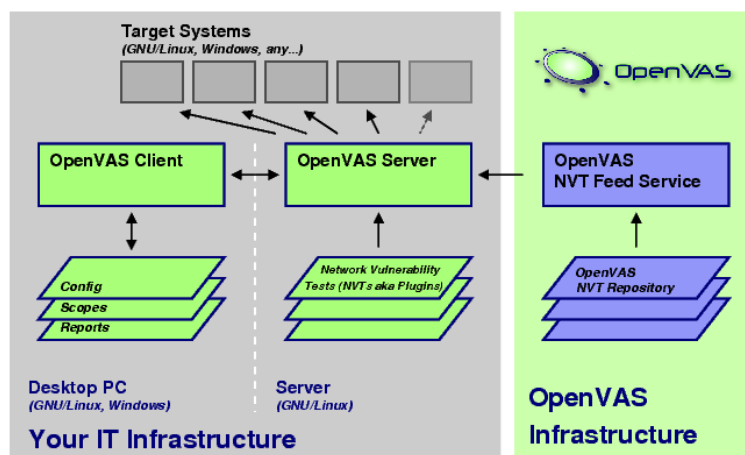 Target Systems
(GNU/Linux, Windows, any...)
OpenVAS
OpenVAS Client
OpenVAS Server
OpenVAS
NVT Feed Service
Config
Scopes
Reports
Network Vulnerability
Tests (NVTs aka Plugins)
OpenVAS
NVT Repository
Desktop PC
(GNU/Linux, Windows)
Server
(GNU/Linux)
Your IT Infrastructure
OpenVAS
Infrastructure